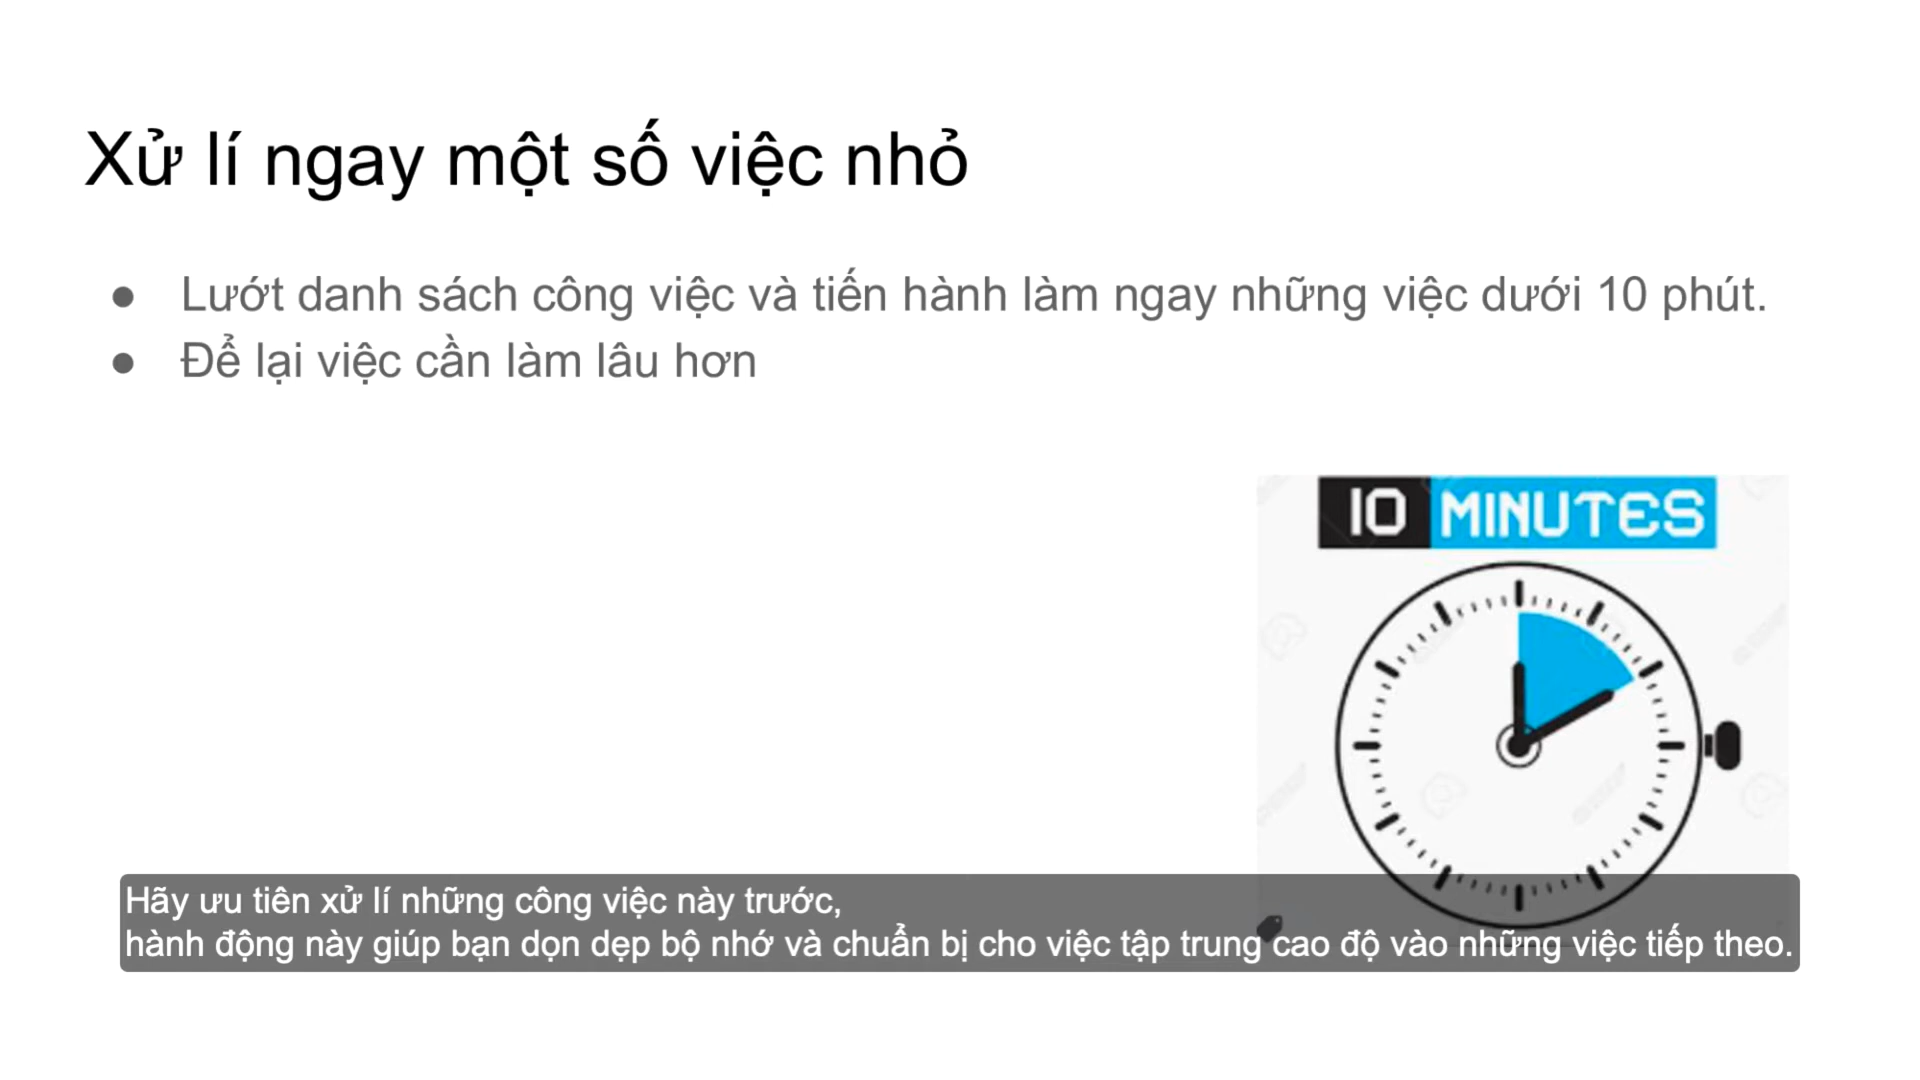 Xử lí ngay một số việc nhỏ
● Lướt danh sách công việc và tiến hành làm ngay những việc dưới 10 phút.
● Để lại việc cần làm lâu hơn
10 MINUTES
Hãy ưu tiên xử lí những công việc này trước,
hành động này giúp bạn dọn dẹp bộ nhớ và chuẩn bị cho việc tập trung cao độ vào những việc tiếp theo.